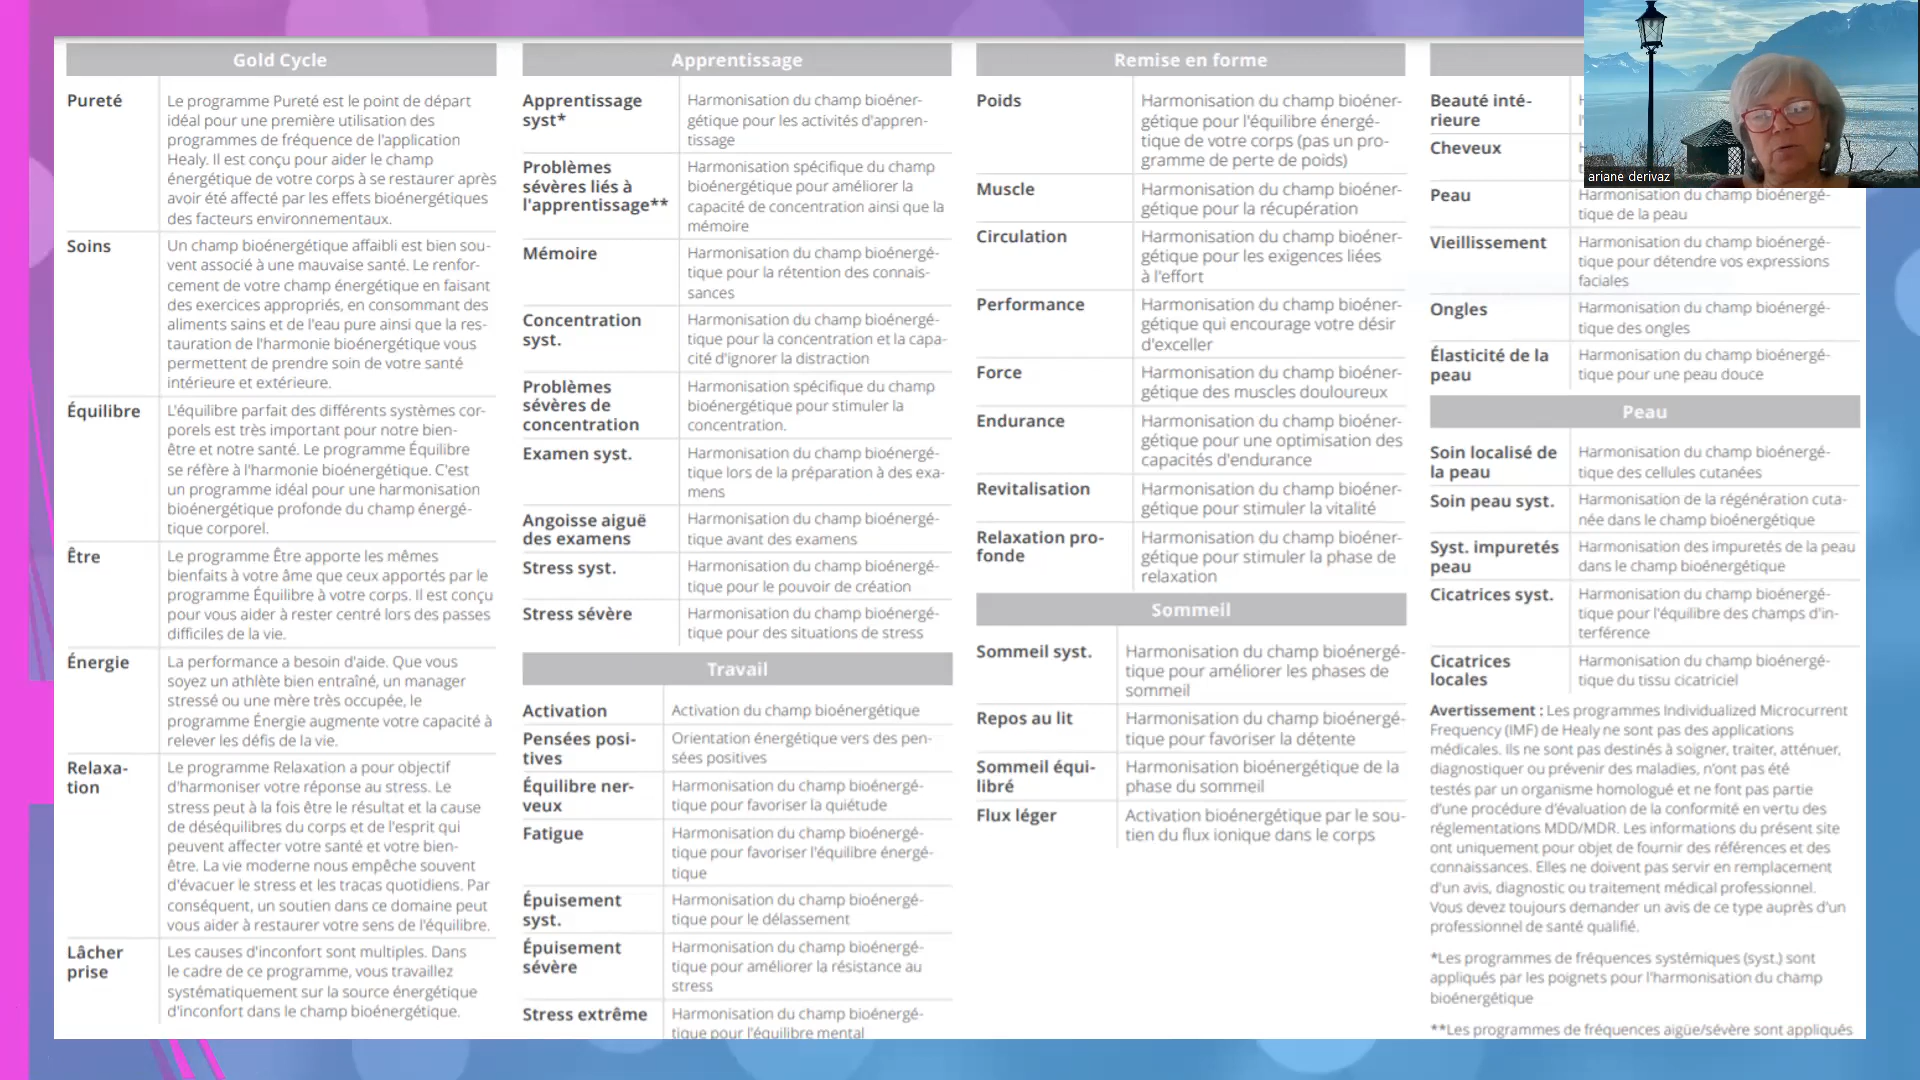 Gold Cycle
Pureté
Le programme Pureté est le point de départ
idéal pour une première utilisation des
programmes de fréquence de l'application
Healy. Il est conçu pour aider le champ
énergétique de votre corps à se restaurer après
avoir été affecté par les effets bioénergétiques
des facteurs environnementaux.
Soins
Un champ bioénergétique affaibli est bien sou-
vent associé à une mauvaise santé. Le renfor-
cement de votre champ énergétique en faisant
des exercices appropriés, en consommant des
aliments sains et de l'eau pure ainsi que la res-
tauration de l'harmonie bioénergétique vous
permettent de prendre soin de votre santé
intérieure et extérieure.
Équilibre
L'équilibre parfait des différents systèmes cor-
porels est très important pour notre bien-
être et notre santé. Le programme Équilibre
se réfère à l'harmonie bioénergétique. C'est
un programme idéal pour une harmonisation
bioénergétique profonde du champ énergé-
tique corporel.
Être
Le programme Être apporte les mêmes
bienfaits à votre âme que ceux apportés par le
programme Équilibre à votre corps. Il est conçu
pour vous aider à rester centré lors des passes
difficiles de la vie.
Énergie
La performance a besoin d'aide. Que vous
soyez un athlète bien entraîné, un manager
stressé ou une mère très occupée, le
programme Énergie augmente votre capacité à
relever les défis de la vie.
Relaxa-
tion
Le programme Relaxation a pour objectif
d'harmoniser votre réponse au stress. Le
stress peut à la fois être le résultat et la cause
de déséquilibres du corps et de l'esprit qui
peuvent affecter votre santé et votre bien-
être. La vie moderne nous empêche souvent
d'évacuer le stress et les tracas quotidiens. Par
conséquent, un soutien dans ce domaine peut
vous aider à restaurer votre sens de l'équilibre.
Lâcher
prise
Les causes d'inconfort sont multiples. Dans
le cadre de ce programme, vous travaillez
systématiquement sur la source énergétique
d'inconfort dans le champ bioénergétique.
Apprentissage
Apprentissage
syst*
Harmonisation du champ bioéner-
gétique pour les activités d'appren-
tissage
Problèmes
sévères liés à
l'apprentissage**
Harmonisation spécifique du champ
bioénergétique pour améliorer la
capacité de concentration ainsi que la
mémoire
Mémoire
Harmonisation du champ bioénergé-
tique pour la rétention des connais-
sances
Concentration
syst.
Harmonisation du champ bioénergé-
tique pour la concentration et la capa-
cité d'ignorer la distraction
Problèmes
sévères de
concentration
Harmonisation spécifique du champ
bioénergétique pour stimuler la
concentration.
Examen syst.
Harmonisation du champ bioénergé-
tique lors de la préparation à des exa-
mens
Angoisse aiguë
des examens
Harmonisation du champ bioénergé-
tique avant des examens
Stress syst.
Harmonisation du champ bioénergé-
tique pour le pouvoir de création
Stress sévère
Harmonisation du champ bioénergé-
tique pour des situations de stress
Travail
Activation
Activation du champ bioénergétique
Pensées posi-
tives
Orientation énergétique vers des pen-
sées positives
Équilibre ner-
veux
Harmonisation du champ bioénergé-
tique pour favoriser la quiétude
Fatigue
Harmonisation du champ bioénergé-
tique pour favoriser l'équilibre énergé-
tique
Épuisement
syst.
Harmonisation du champ bioénergé-
tique pour le délassement
Épuisement
sévère
Harmonisation du champ bioénergé-
tique pour améliorer la résistance au
stress
Stress extrême
Harmonisation du champ bioénergé-
tique pour l'équilibre mental
Remise en forme
Poids
Harmonisation du champ bioéner-
gétique pour l'équilibre énergé-
tique de votre corps (pas un pro-
gramme de perte de poids)
Muscle
Harmonisation du champ bioéner-
gétique pour la récupération
Circulation
Harmonisation du champ bioéner-
gétique pour les exigences liées
à l'effort
Performance
Harmonisation du champ bioéner-
gétique qui encourage votre désir
d'exceller
Force
Harmonisation du champ bioéner-
gétique des muscles douloureux
Endurance
Harmonisation du champ bioéner-
gétique pour une optimisation des
capacités d'endurance
Revitalisation
Harmonisation du champ bioéner-
gétique pour stimuler la vitalité
Relaxation pro-
fonde
Harmonisation du champ bioéner-
gétique pour stimuler la phase de
relaxation
Sommeil
Sommeil syst.
Harmonisation du champ bioénergé-
tique pour améliorer les phases de
sommeil
Repos au lit
Harmonisation du champ bioénergé-
tique pour favoriser la détente
Sommeil équi-
libré
Harmonisation bioénergétique de la
phase du sommeil
Flux léger
Activation bioénergétique par le sou-
tien du flux ionique dans le corps
Beauté inté-
rieure
Cheveux
Peau
Harmonisation du champ bioénergé-
tique de la peau
Vieillissement
Harmonisation du champ bioénergé-
tique pour détendre vos expressions
faciales
Ongles
Harmonisation du champ bioénergé-
tique des ongles
Élasticité de la
peau
Harmonisation du champ bioénergé-
tique pour une peau douce
Peau
Soin localisé de
la peau
Harmonisation du champ bioénergé-
tique des cellules cutanées
Soin peau syst.
Harmonisation de la régénération cuta-
née dans le champ bioénergétique
Syst. impuretés
peau
Harmonisation des impuretés de la peau
dans le champ bioénergétique
Cicatrices syst.
Harmonisation du champ bioénergé-
tique pour l'équilibre des champs d'in-
terférence
Cicatrices
locales
Harmonisation du champ bioénergé-
tique du tissu cicatriciel
Avertissement : Les programmes Individualized Microcurrent
Frequency (IMF) de Healy ne sont pas des applications
médicales. Ils ne sont pas destinés à soigner, traiter, atténuer,
diagnostiquer ou prévenir des maladies, n'ont pas été
testés par un organisme homologué et ne font pas partie
d'une procédure d'évaluation de la conformité en vertu des
réglementations MDD/MDR. Les informations du présent site
ont uniquement pour objet de fournir des références et des
connaissances. Elles ne doivent pas servir en remplacement
d'un avis, diagnostic ou traitement médical professionnel.
Vous devez toujours demander un avis de ce type auprès d'un
professionnel de santé qualifié.
*Les programmes de fréquences systémiques (syst.) sont
appliqués par les poignets pour l'harmonisation du champ
bioénergétique
**Les programmes de fréquences aigüe/sévère sont appliqués
ariane derivaz